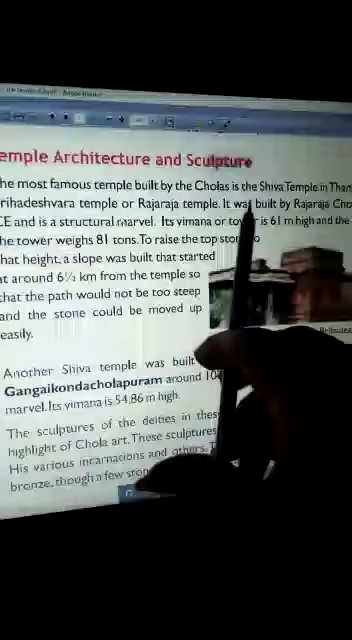 emple Architecture and Sculpture
he most famous temple built by the Cholas is the Shiva Temple in Than
rihadeshvara temple or Rajaraja temple. It was built by Rajaraja Cho
CE and is a structural marvel. Its vimana or tower is 61 m high and the
he tower weighs 81 tons. To raise the top sto o
hat height, a slope was built that started
at around 6½ km from the temple so
that the path would not be too steep
and the stone could be moved up
easily.
Another Shiva temple was built
Gangaikondacholapuram around 10
marvel. Its vimana is 54.86 m high.
The sculptures of the deities in thes
highlight of Chola art. These sculptures
His various incarnations and others. T
bronze, though a few ston